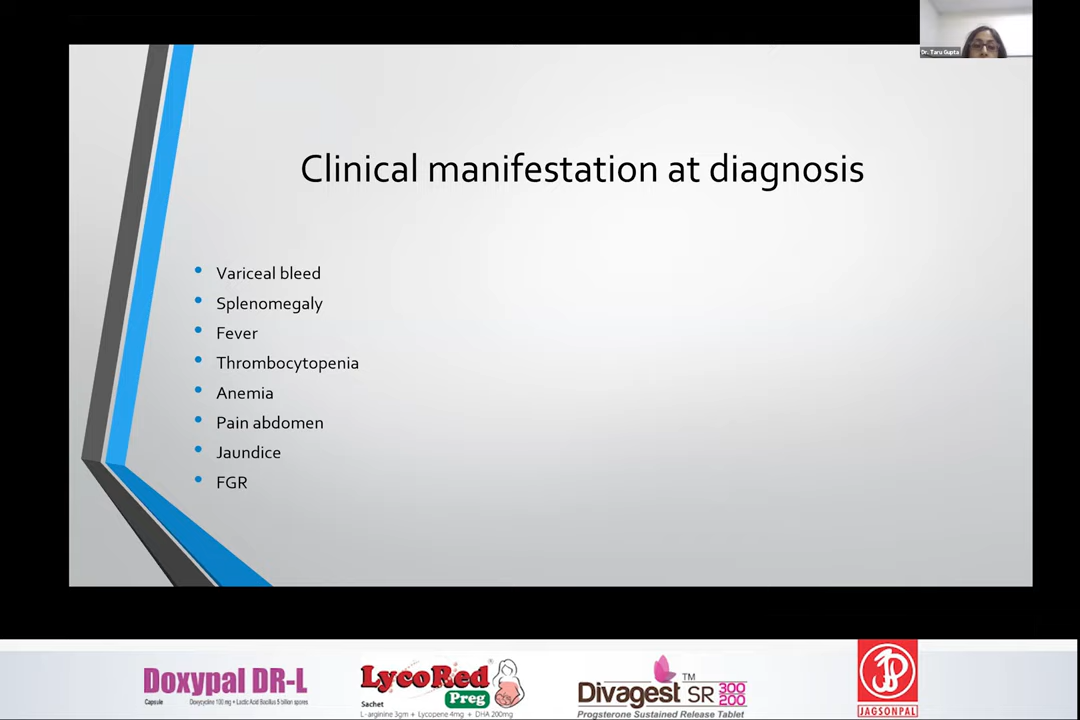 Dr. Taru Gupta
Clinical manifestation at diagnosis
• Variceal bleed
• Splenomegaly
• Fever
• Thrombocytopenia
• Anemia
• Pain abdomen
• Jaundice
• FGR
Doxypal DR-L
Capsule Doxycycline 100 mg + Lactic Acid Bacillus 5 billion spores
LycoRed®
Preg
Sachet
L-arginine 3gm + Lycopene 4mg + DHA 200mg
Divagest SR 300 200 TM
Progsterone Sustained Release Tablet
JAGSONPAL